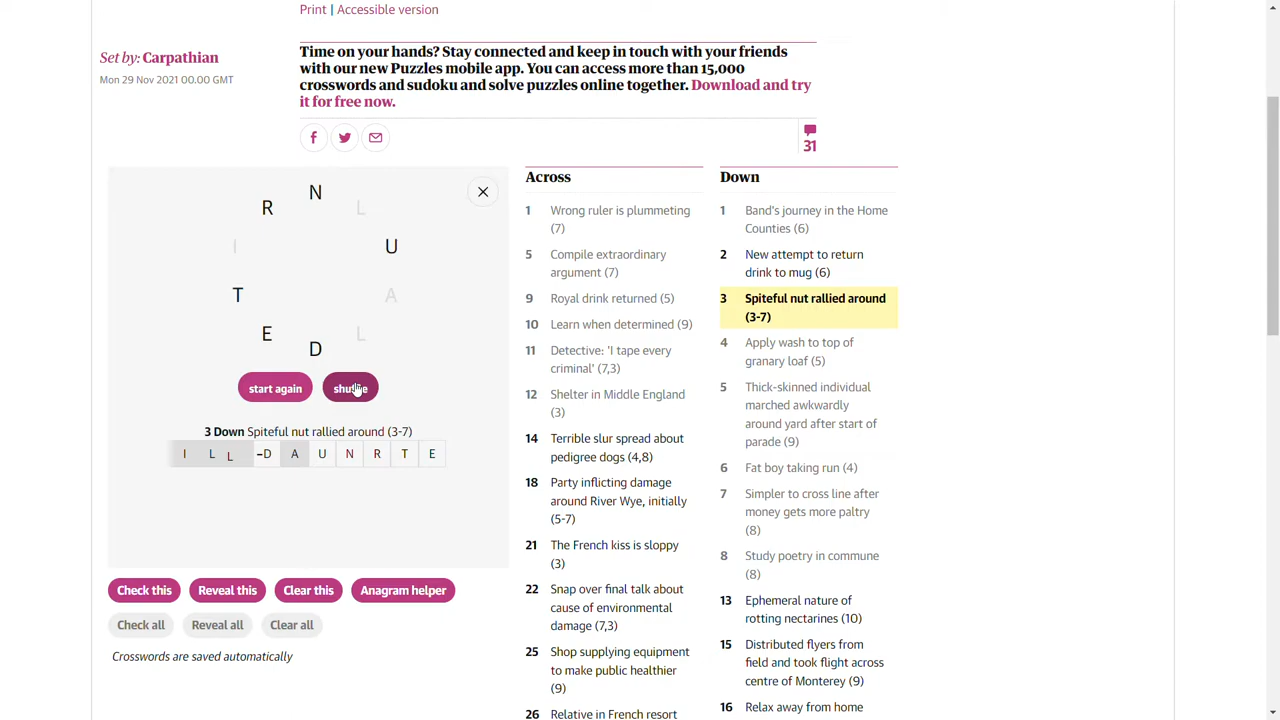 Print | Accessible version
Set by: Carpathian
Mon 29 Nov 2021 00.00 GMT
Time on your hands? Stay connected and keep in touch with your friends
with our new Puzzles mobile app. You can access more than 15,000
crosswords and sudoku and solve puzzles online together. Download and try
it for free now.
31
N
R
L
I
U
T
A
E
L
D
start again
shuffle
3 Down Spiteful nut rallied around (3-7)
I L L -D A U N R T E
Check this
Reveal this
Clear this
Anagram helper
Check all
Reveal all
Clear all
Crosswords are saved automatically
Across
1 Wrong ruler is plummeting
(7)
5 Compile extraordinary
argument (7)
9 Royal drink returned (5)
10 Learn when determined (9)
11 Detective: 'I tape every
criminal' (7,3)
12 Shelter in Middle England
(3)
14 Terrible slur spread about
pedigree dogs (4,8)
18 Party inflicting damage
around River Wye, initially
(5-7)
21 The French kiss is sloppy
(3)
22 Snap over final talk about
cause of environmental
damage (7,3)
25 Shop supplying equipment
to make public healthier
(9)
26 Relative in French resort
Down
1 Band's journey in the Home
Counties (6)
2 New attempt to return
drink to mug (6)
3 Spiteful nut rallied around
(3-7)
4 Apply wash to top of
granary loaf (5)
5 Thick-skinned individual
marched awkwardly
around yard after start of
parade (9)
6 Fat boy taking run (4)
7 Simpler to cross line after
money gets more paltry
(8)
8 Study poetry in commune
(8)
13 Ephemeral nature of
rotting nectarines (10)
15 Distributed flyers from
field and took flight across
centre of Monterey (9)
16 Relax away from home